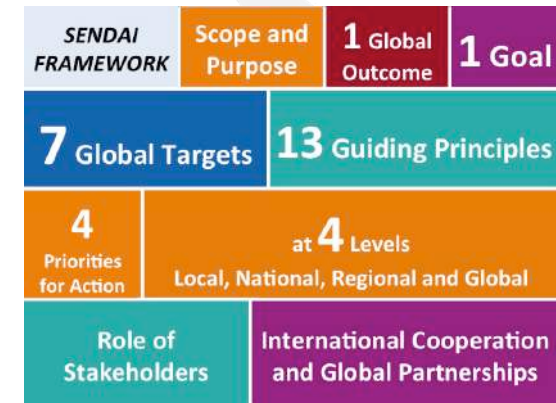 SENDAI
FRAMEWORK
Scope and
Purpose
1 Global
Outcome
1 Goal
7 Global Targets
13 Guiding Principles
4
Priorities
for Action
at 4 Levels
Local, National, Regional and Global
Role of
Stakeholders
International Cooperation
and Global Partnerships